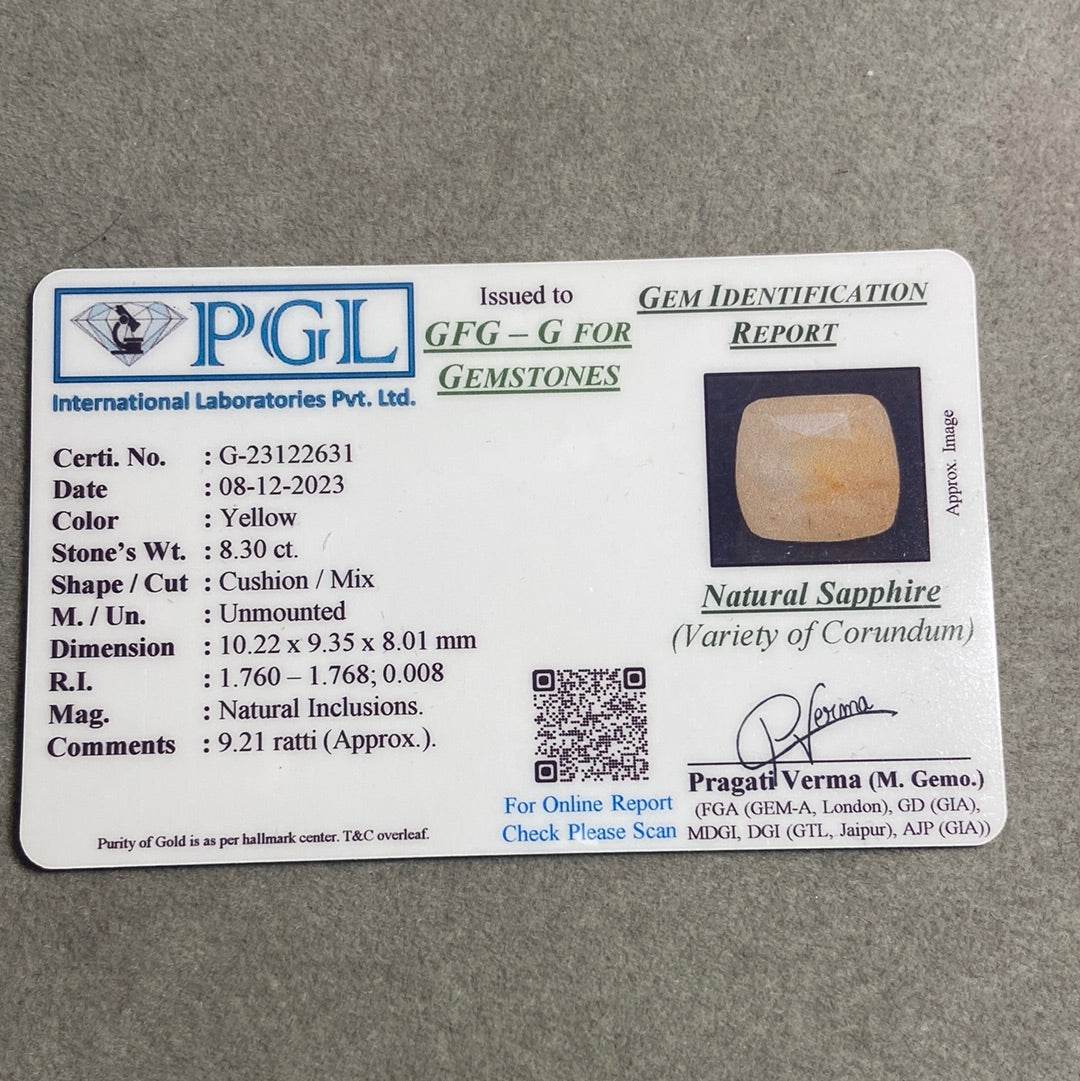 PGL
International Laboratories Pvt. Ltd.
Issued to
GFG – G FOR
GEMSTONES
GEM IDENTIFICATION
REPORT
Certi. No. : G-23122631
Date : 08-12-2023
Color : Yellow
Stone's Wt. : 8.30 ct.
Shape / Cut : Cushion / Mix
M. / Un. : Unmounted
Dimension : 10.22 x 9.35 x 8.01 mm
R.I. : 1.760 – 1.768; 0.008
Mag. : Natural Inclusions.
Comments : 9.21 ratti (Approx.).
Purity of Gold is as per hallmark center. T&C overleaf.
For Online Report
Check Please Scan
Approx. Image
Natural Sapphire
(Variety of Corundum)
PVerma
Pragati Verma (M. Gemo.)
(FGA (GEM-A, London), GD (GIA),
MDGI, DGI (GTL, Jaipur), AJP (GIA))